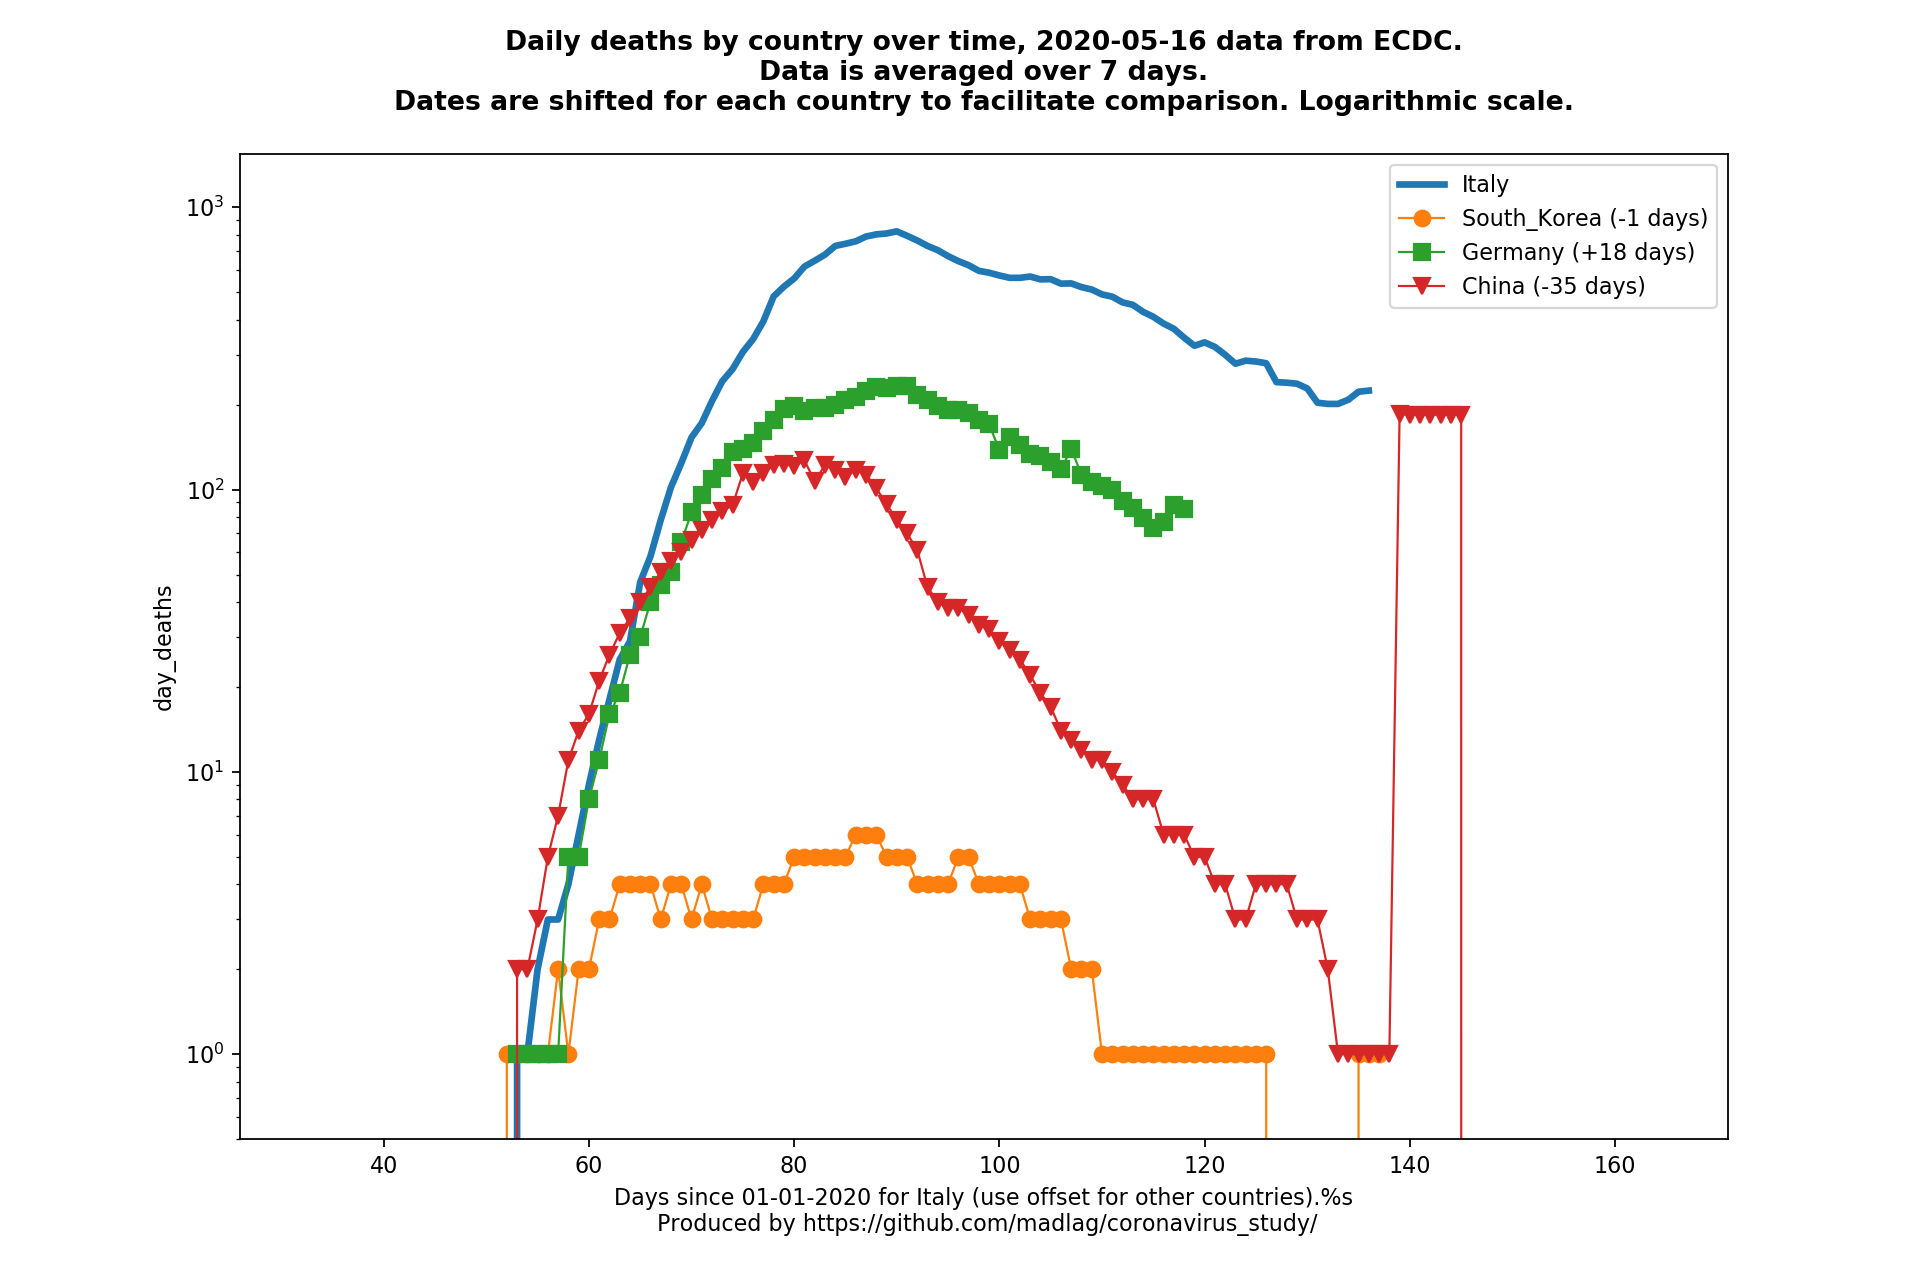 Daily deaths by country over time, 2020-05-16 data from ECDC.
Data is averaged over 7 days.
Dates are shifted for each country to facilitate comparison. Logarithmic scale.
Italy
South_Korea (-1 days)
Germany (+18 days)
China (-35 days)
10³
10²
10¹
10⁰
day_deaths
40 60 80 100 120 140 160
Days since 01-01-2020 for Italy (use offset for other countries).%s
Produced by https://github.com/madlag/coronavirus_study/